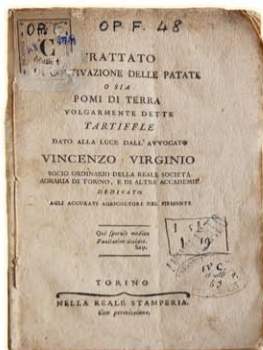 OP. F. 48
TRATTATO
COLTIVAZIONE DELLE PATATE
O SIA
POMI DI TERRA
VOLGARMENTE DETTE
TARTIFFLE
DATO ALLA LUCE DALL'AVVOCATO
VINCENZO VIRGINIO
SOCIO ORDINARIO DELLA REALE SOCIETÀ
AGRARIA DI TORINO, E DI ALTRE ACCADEMIE
DEDICATO
AGLI ACCURATI AGRICOLTORI DEL PIEMONTE
TORINO
NELLA REALE STAMPERIA.
Con permissione.